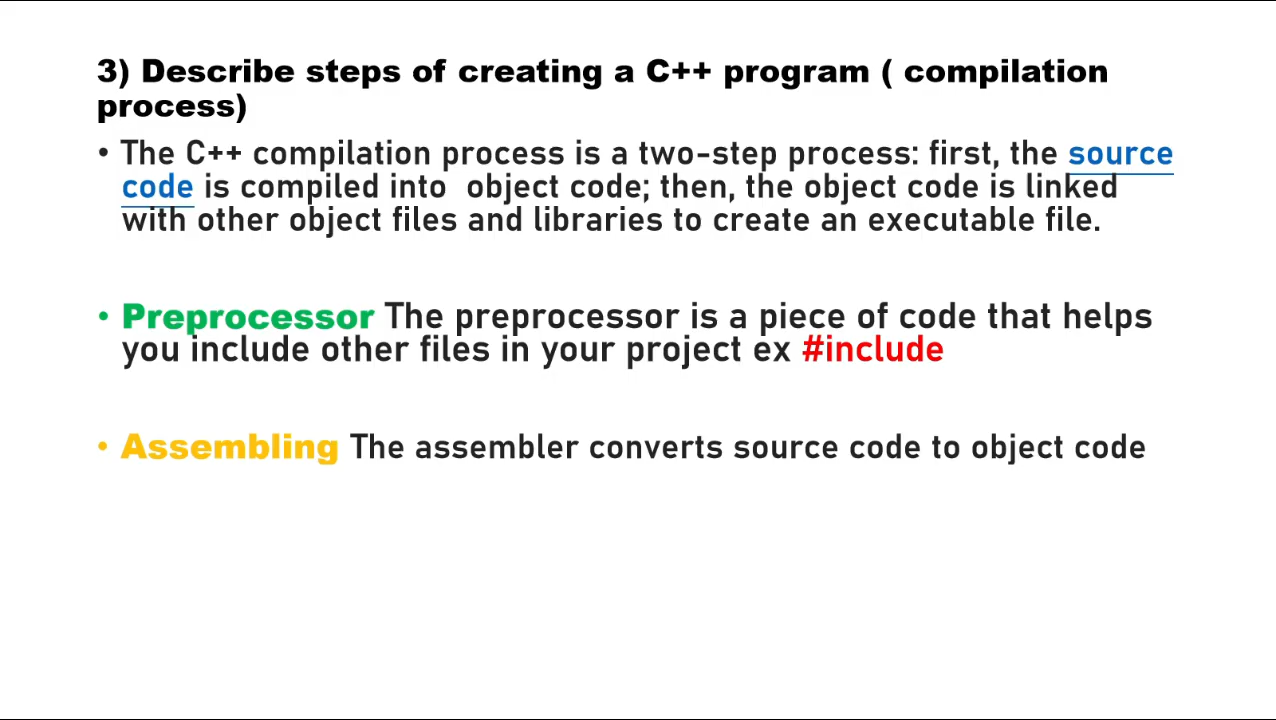 3) Describe steps of creating a C++ program ( compilation
process)
• The C++ compilation process is a two-step process: first, the source
code is compiled into  object code; then, the object code is linked
with other object files and libraries to create an executable file.
• Preprocessor The preprocessor is a piece of code that helps
you include other files in your project ex #include
• Assembling The assembler converts source code to object code